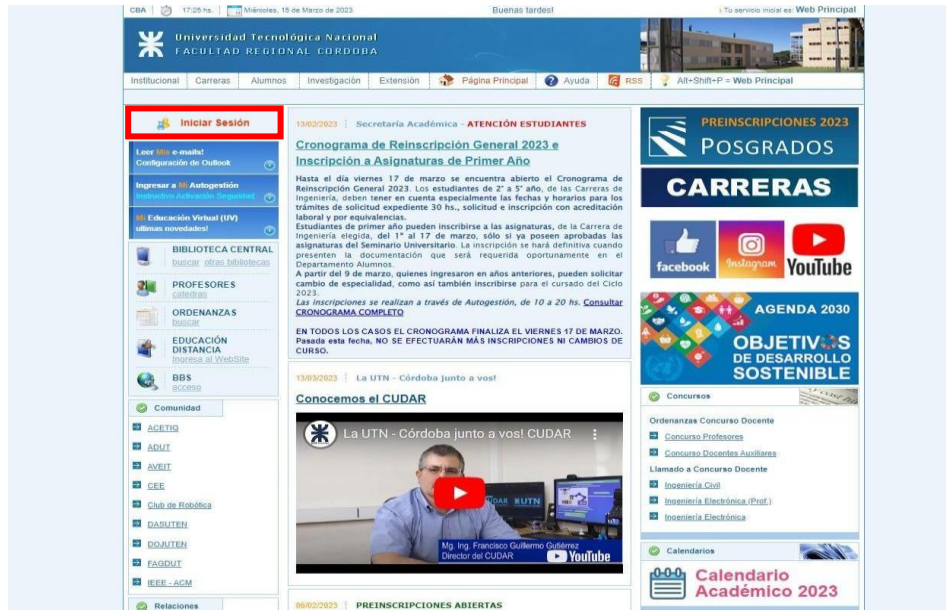 CBA 17:25 hs. Miércoles, 15 de Marzo de 2023 Buenas tardes! Tu servicio inicial es: Web Principal
Universidad Tecnológica Nacional
FACULTAD REGIONAL CORDOBA
Institucional Carreras Alumnos Investigación Extensión Página Principal Ayuda RSS Alt+Shift+P = Web Principal
Iniciar Sesión
Leer Mis e-mails!
Configuración de Outlook
Ingresar a Mi Autogestión
Instructivo Activación Seguridad
Mi Educación Virtual (UV)
ultimas novedades!
BIBLIOTECA CENTRAL
buscar otras bibliotecas
PROFESORES
catedras
ORDENANZAS
buscar
EDUCACIÓN
DISTANCIA
Ingresa al WebSite
BBS
acceso
Comunidad
ACETIO
ADUT
AVEIT
CEE
Club de Robótica
DASUTEN
DOJUTEN
FAGDUT
IEEE - ACM
Relaciones
13/02/2023 Secretaría Académica - ATENCIÓN ESTUDIANTES
Cronograma de Reinscripción General 2023 e
Inscripción a Asignaturas de Primer Año
Hasta el día viernes 17 de marzo se encuentra abierto el Cronograma de
Reinscripción General 2023. Los estudiantes de 2° a 5° año, de las Carreras de
Ingeniería, deben tener en cuenta especialmente las fechas y horarios para los
trámites de solicitud expediente 30 hs., solicitud e inscripción con acreditación
laboral y por equivalencias.
Estudiantes de primer año pueden inscribirse a las asignaturas, de la Carrera de
Ingeniería elegida, del 1° al 17 de marzo, sólo si ya poseen aprobadas las
asignaturas del Seminario Universitario. La inscripción se hará definitiva cuando
presenten la documentación que será requerida oportunamente en el
Departamento Alumnos.
A partir del 9 de marzo, quienes ingresaron en años anteriores, pueden solicitar
cambio de especialidad, como así también inscribirse para el cursado del Ciclo
2023.
Las inscripciones se realizan a través de Autogestión, de 10 a 20 hs. Consultar
CRONOGRAMA COMPLETO
EN TODOS LOS CASOS EL CRONOGRAMA FINALIZA EL VIERNES 17 DE MARZO.
Pasada esta fecha, NO SE EFECTUARÁN MÁS INSCRIPCIONES NI CAMBIOS DE
CURSO.
13/03/2023 La UTN - Córdoba junto a vos!
Conocemos el CUDAR
La UTN - Córdoba junto a vos! CUDAR
Mg. Ing. Francisco Guillermo Gutiérrez
Director del CUDAR
YouTube
06/02/2023 PREINSCRIPCIONES ABIERTAS
PREINSCRIPCIONES 2023
POSGRADOS
CARRERAS
facebook Instagram YouTube
AGENDA 2030
OBJETIVOS
DE DESARROLLO
SOSTENIBLE
Concursos
Ordenanzas Concurso Docente
Concurso Profesores
Concurso Docentes Auxiliares
Llamado a Concurso Docente
Ingeniería Civil
Ingeniería Electrónica (Prof.)
Ingeniería Electrónica
Calendarios
Calendario
Académico 2023